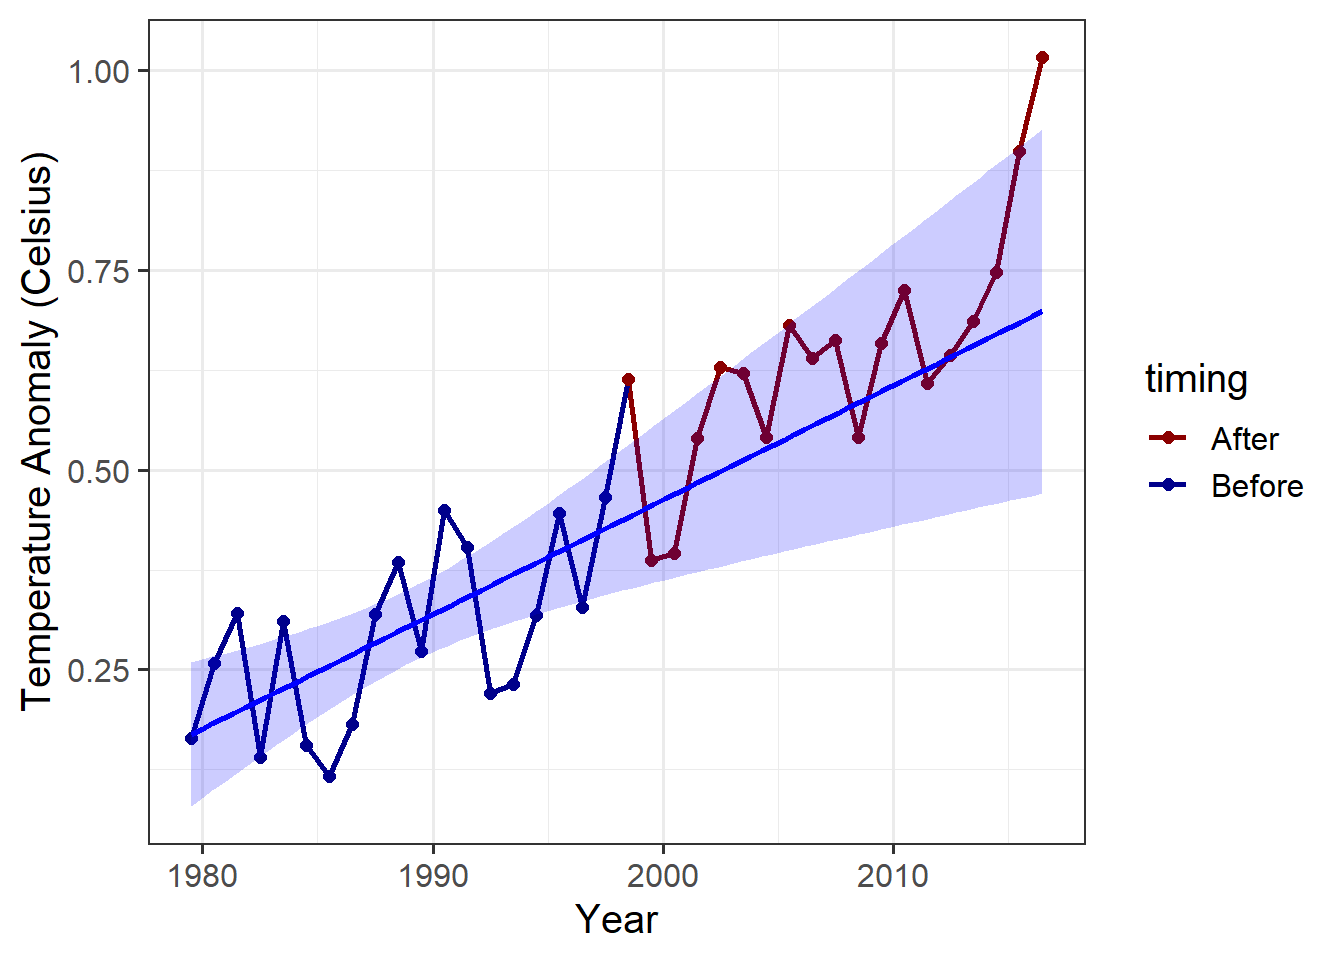 Temperature Anomaly (Celsius)
1.00
0.75
0.50
0.25
1980 1990 2000 2010
Year
timing
After
Before